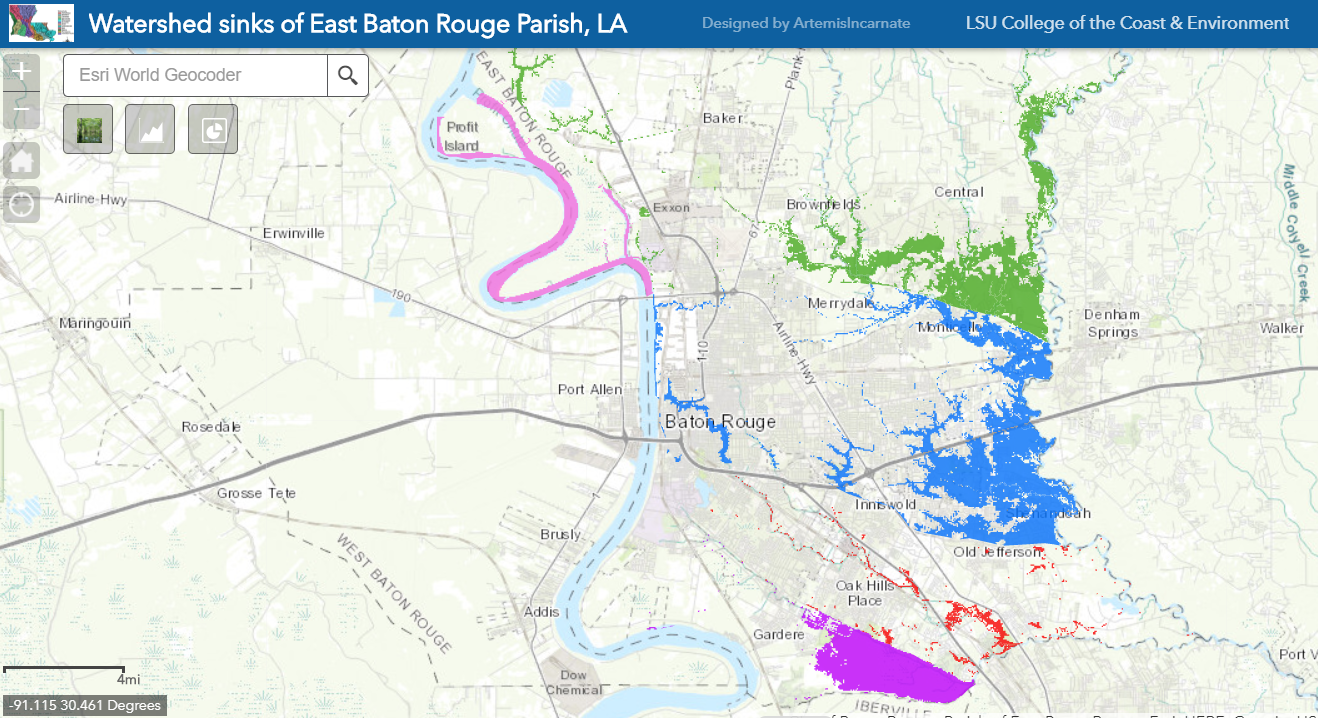 Watershed sinks of East Baton Rouge Parish, LA
Designed by ArtemisIncarnate
LSU College of the Coast & Environment
Esri World Geocoder
EAST BATON ROUGE
Plank-
Baker
Profit
Island
Middle Colyell Creek
Central
Airline-Hwy
Exxon
Brownfields
67
Erwinville
190
Merrydale
Denham
Springs
Maringouin
Walker
Airline-Hwy
110
Port Allen
Baton Rouge
Rosedale
Grosse Tete
Inniswold
Shenandoah
Brusly
1
Old Jefferson
WEST BATON ROUGE
Oak Hills
Place
Addis
Gardere
Port V
4mi
Dow
Chemical
-91.115 30.461 Degrees
IBERVILLE